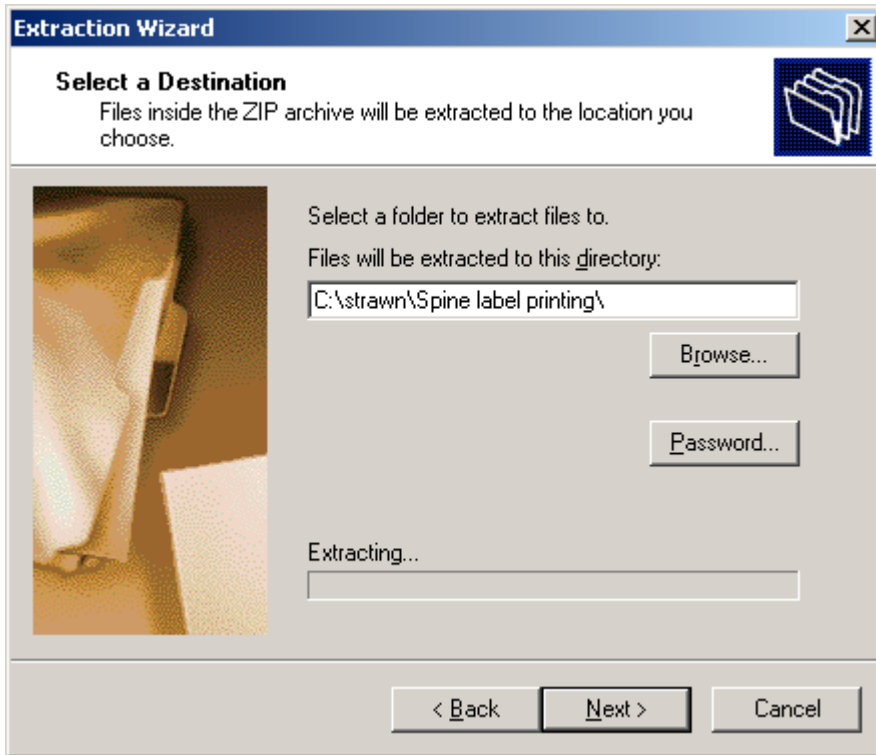 Extraction Wizard
Select a Destination
Files inside the ZIP archive will be extracted to the location you
choose.
Select a folder to extract files to.
Files will be extracted to this directory:
C:\strawn\Spine label printing\
Browse...
Password...
Extracting...
< Back
Next >
Cancel